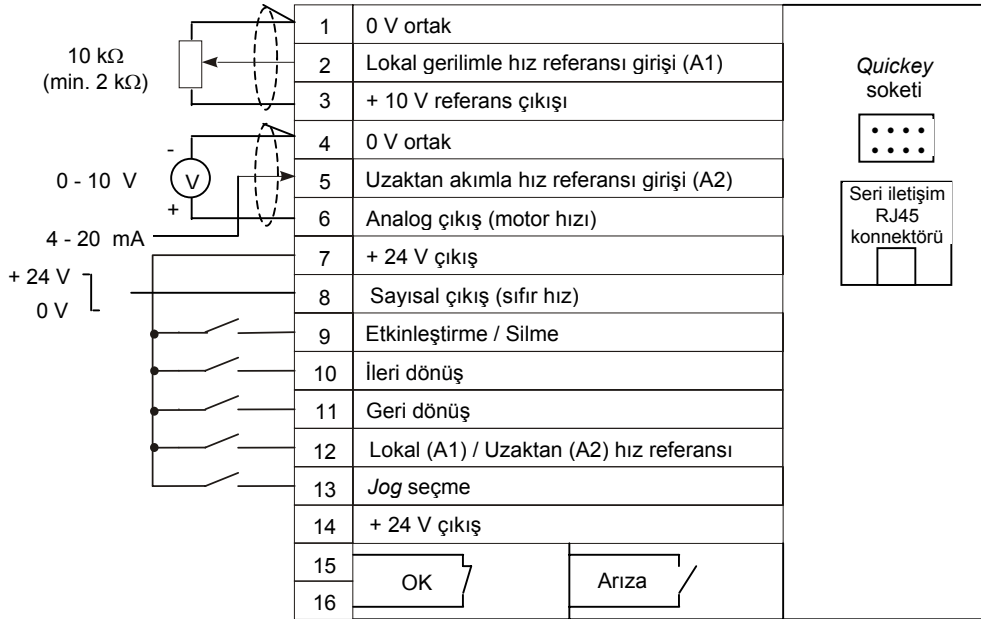 10 kΩ
(min. 2 kΩ)
0 - 10 V
-
V
+
4 - 20 mA
+ 24 V
0 V
1 0 V ortak
2 Lokal gerilimle hız referansı girişi (A1)
3 + 10 V referans çıkışı
4 0 V ortak
5 Uzaktan akımla hız referansı girişi (A2)
6 Analog çıkış (motor hızı)
7 + 24 V çıkış
8 Sayısal çıkış (sıfır hız)
9 Etkinleştirme / Silme
10 İleri dönüş
11 Geri dönüş
12 Lokal (A1) / Uzaktan (A2) hız referansı
13 Jog seçme
14 + 24 V çıkış
15
16
OK
Arıza
Quickey
soketi
Seri iletişim
RJ45
konnektörü